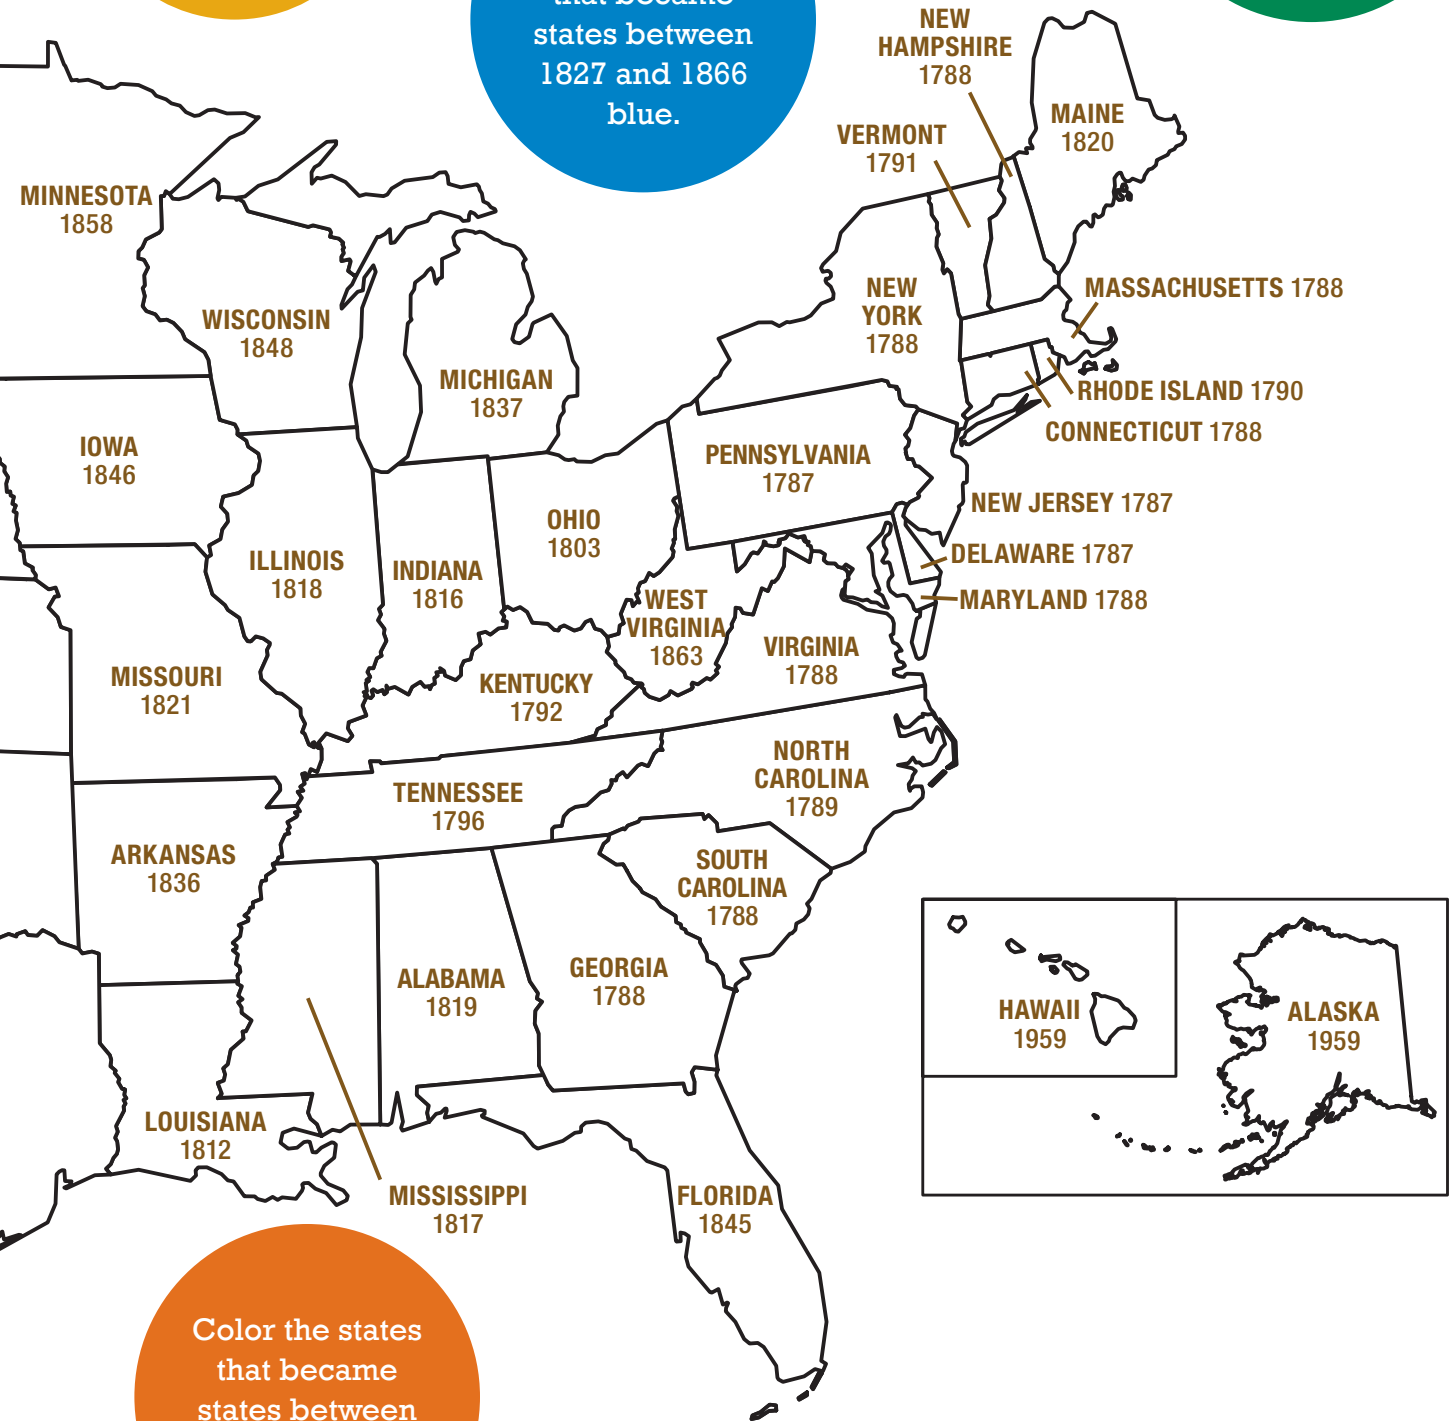 that became
states between
1827 and 1866
blue.
NEW
HAMPSHIRE
1788
MAINE
1820
VERMONT
1791
MINNESOTA
1858
WISCONSIN
1848
MICHIGAN
1837
NEW
YORK
1788
MASSACHUSETTS 1788
RHODE ISLAND 1790
CONNECTICUT 1788
IOWA
1846
PENNSYLVANIA
1787
NEW JERSEY 1787
OHIO
1803
ILLINOIS
1818
INDIANA
1816
DELAWARE 1787
MARYLAND 1788
WEST
VIRGINIA
1863
VIRGINIA
1788
MISSOURI
1821
KENTUCKY
1792
NORTH
CAROLINA
1789
TENNESSEE
1796
ARKANSAS
1836
SOUTH
CAROLINA
1788
ALABAMA
1819
GEORGIA
1788
HAWAII
1959
ALASKA
1959
LOUISIANA
1812
MISSISSIPPI
1817
FLORIDA
1845
Color the states
that became
states between